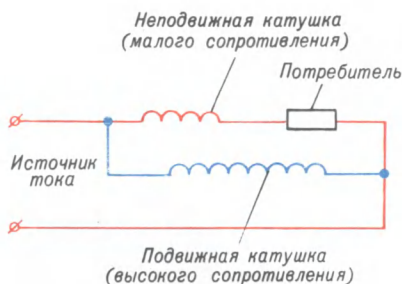 Неподвижная катушка
(малого сопротивления)
Потребитель
Источник
тока
Подвижная катушка
(высокого сопротивления)